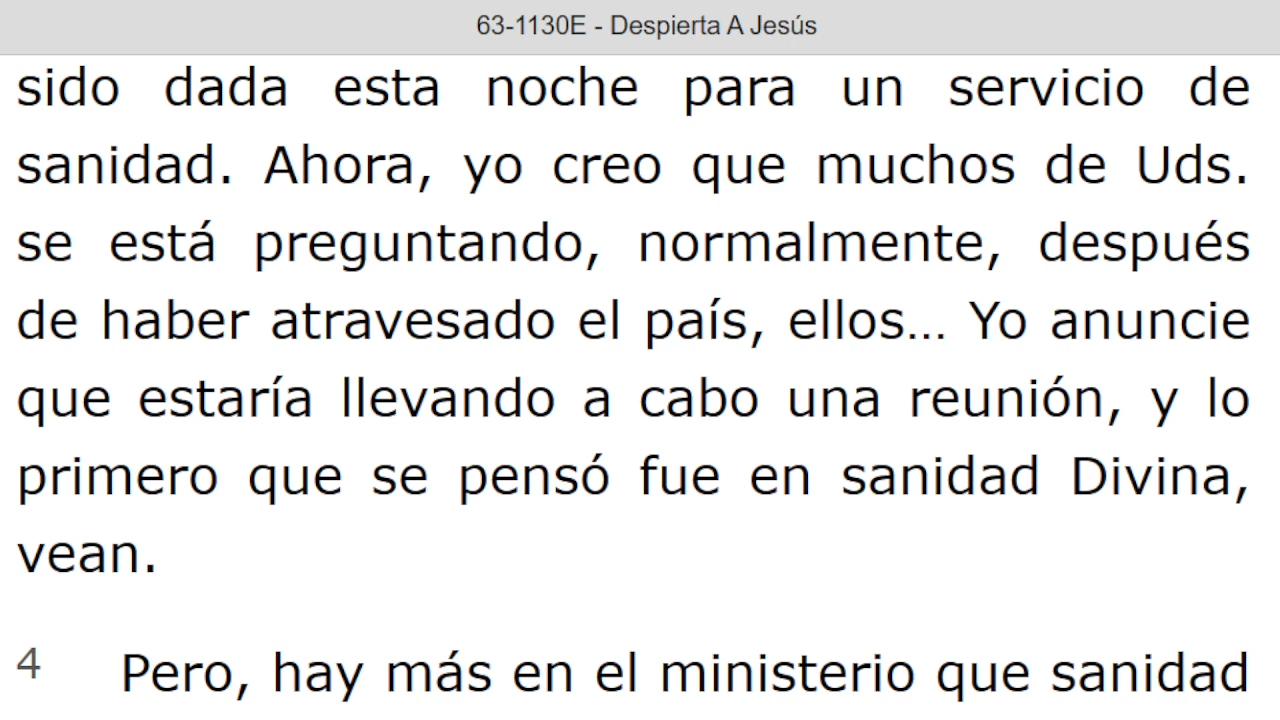 63-1130E - Despierta A Jesús
sido dada esta noche para un servicio de
sanidad. Ahora, yo creo que muchos de Uds.
se está preguntando, normalmente, después
de haber atravesado el país, ellos... Yo anuncie
que estaría llevando a cabo una reunión, y lo
primero que se pensó fue en sanidad Divina,
vean.
4 Pero, hay más en el ministerio que sanidad